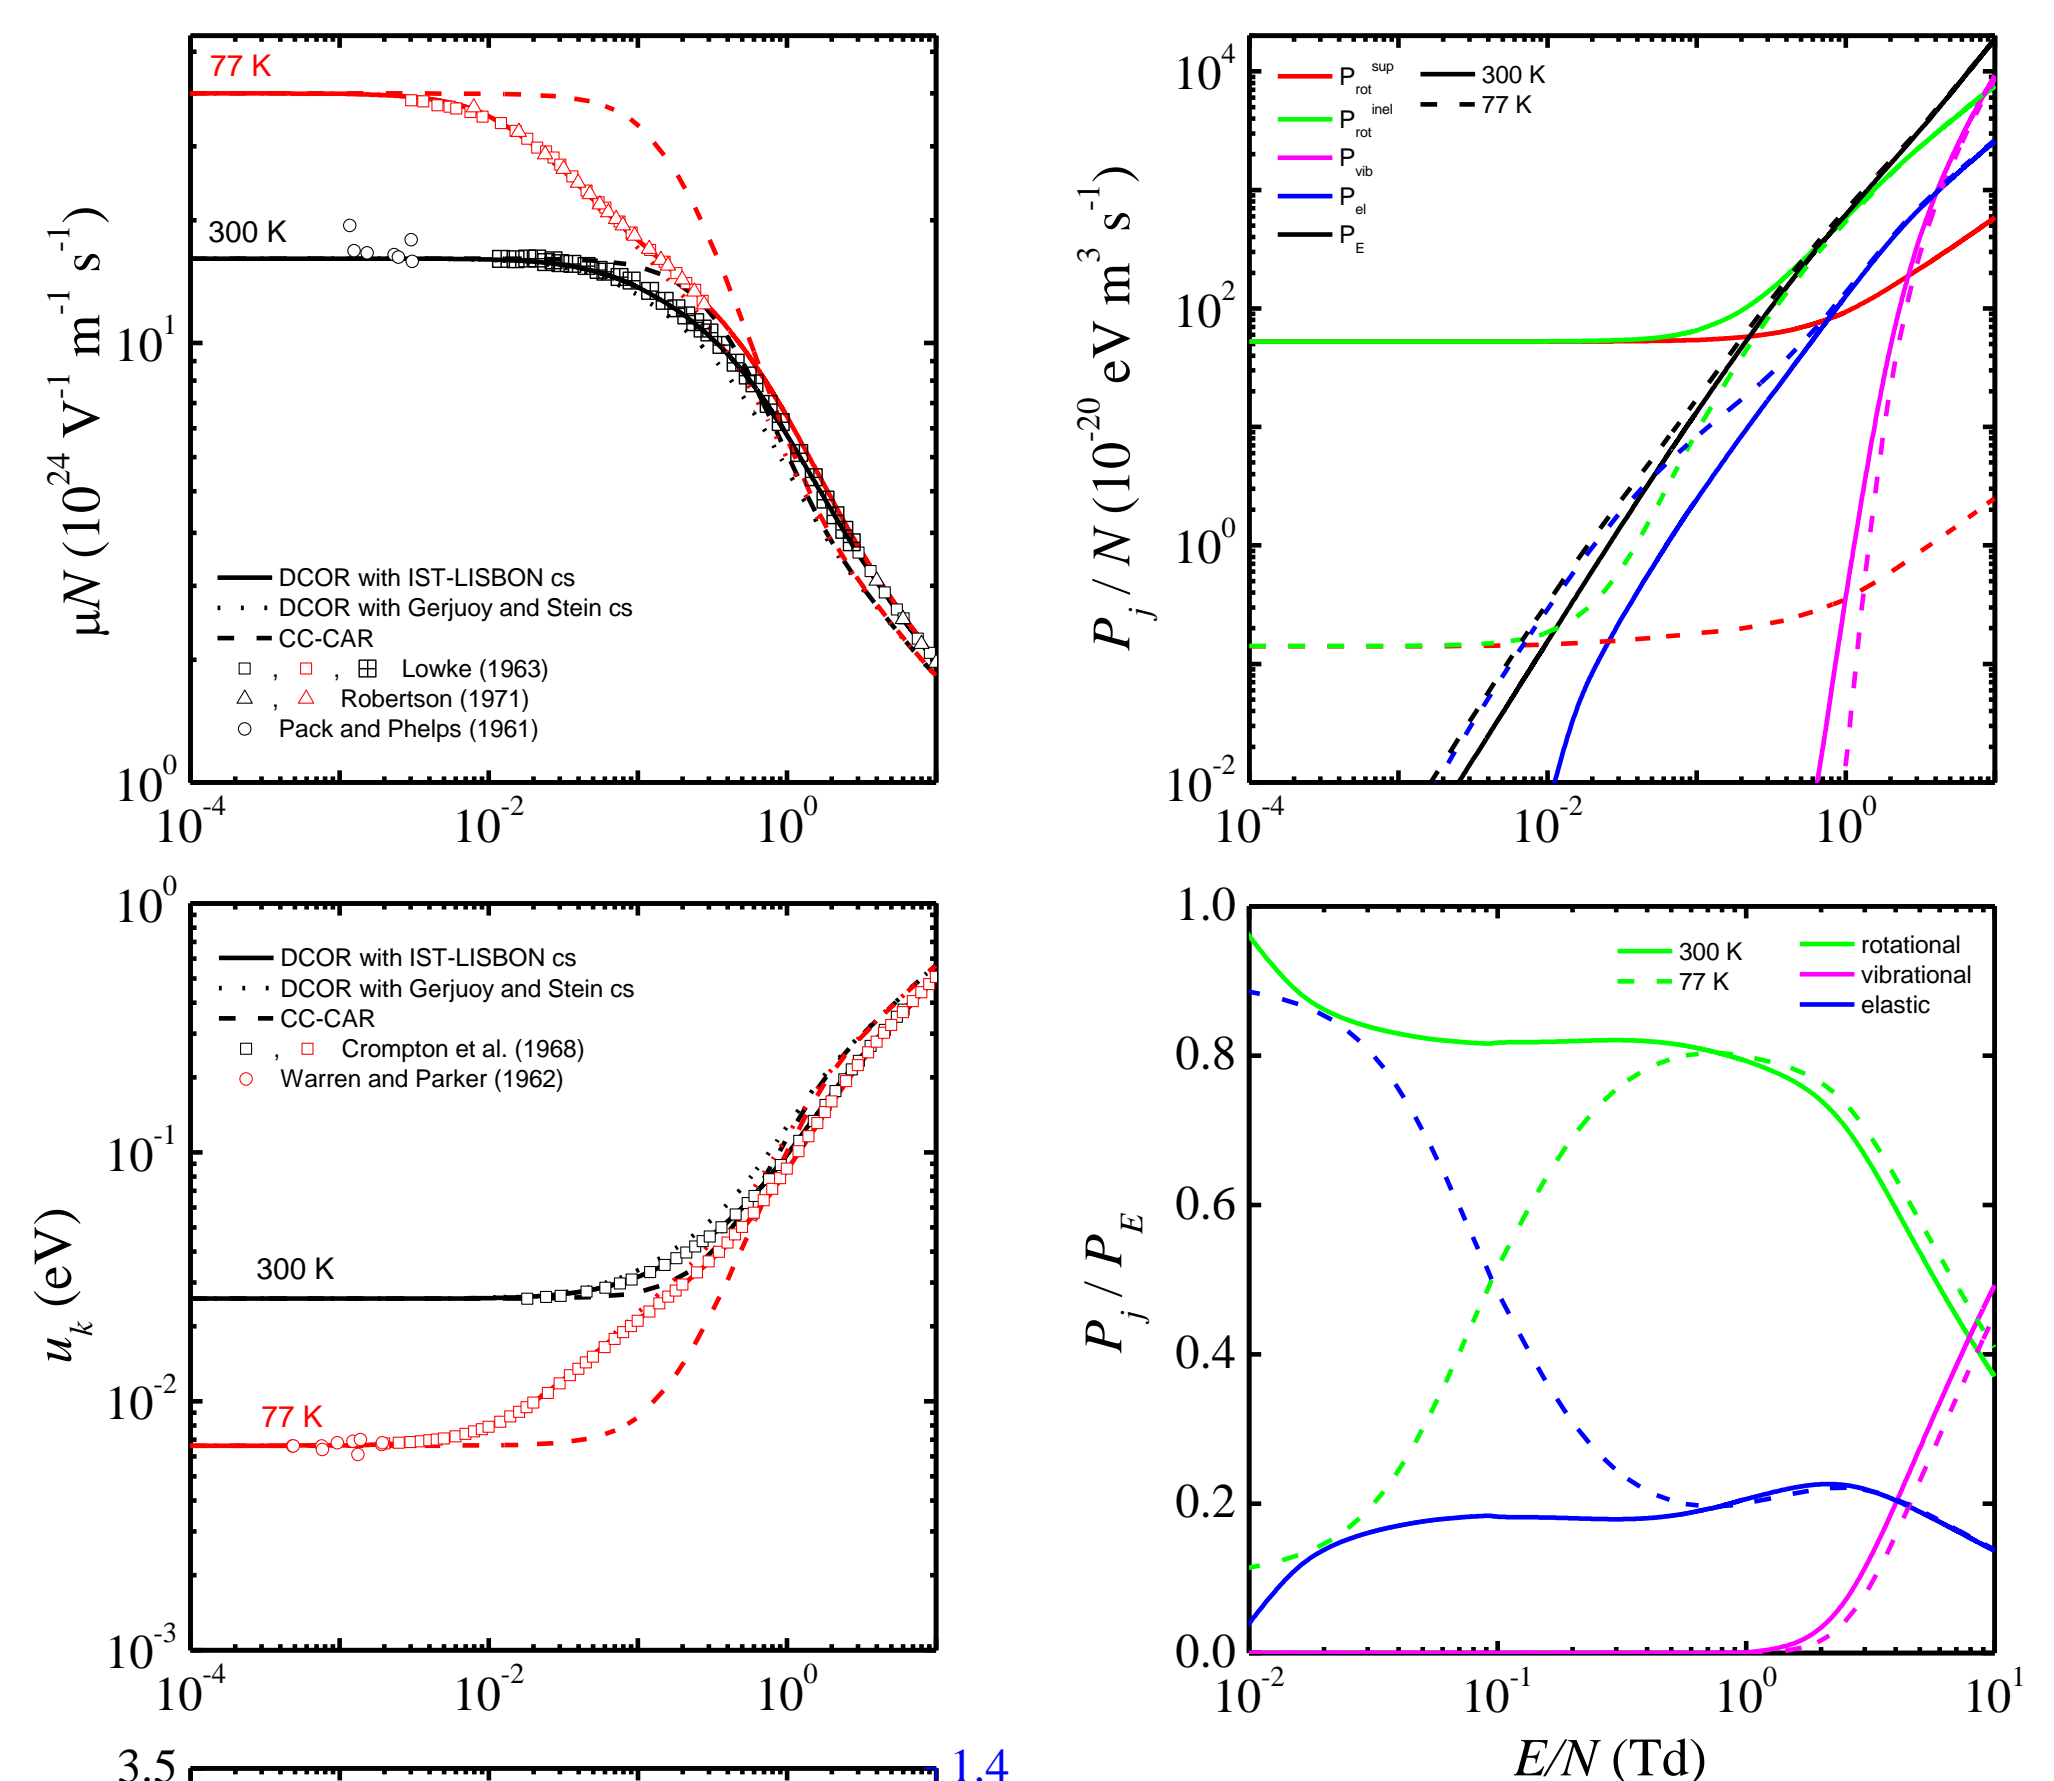 77 K
300 K
μN (10^24 V^-1 m^-1 s^-1)
10^1
10^0
DCOR with IST-LISBON cs
DCOR with Gerjuoy and Stein cs
CC-CAR
, , Lowke (1963)
, Robertson (1971)
Pack and Phelps (1961)
10^-4 10^-2 10^0
P_rot^sup
P_rot^inel
P_vib
P_el
P_E
300 K
77 K
P_j / N (10^-20 eV m^3 s^-1)
10^4
10^2
10^0
10^-2
10^-4 10^-2 10^0
10^0
10^-1
10^-2
10^-3
u_k (eV)
DCOR with IST-LISBON cs
DCOR with Gerjuoy and Stein cs
CC-CAR
, Crompton et al. (1968)
Warren and Parker (1962)
300 K
77 K
10^-4 10^-2 10^0
1.0
0.8
0.6
0.4
0.2
0.0
P_j / P_E
300 K
77 K
rotational
vibrational
elastic
10^-2 10^-1 10^0 10^1
E/N (Td)
3.5
1.4